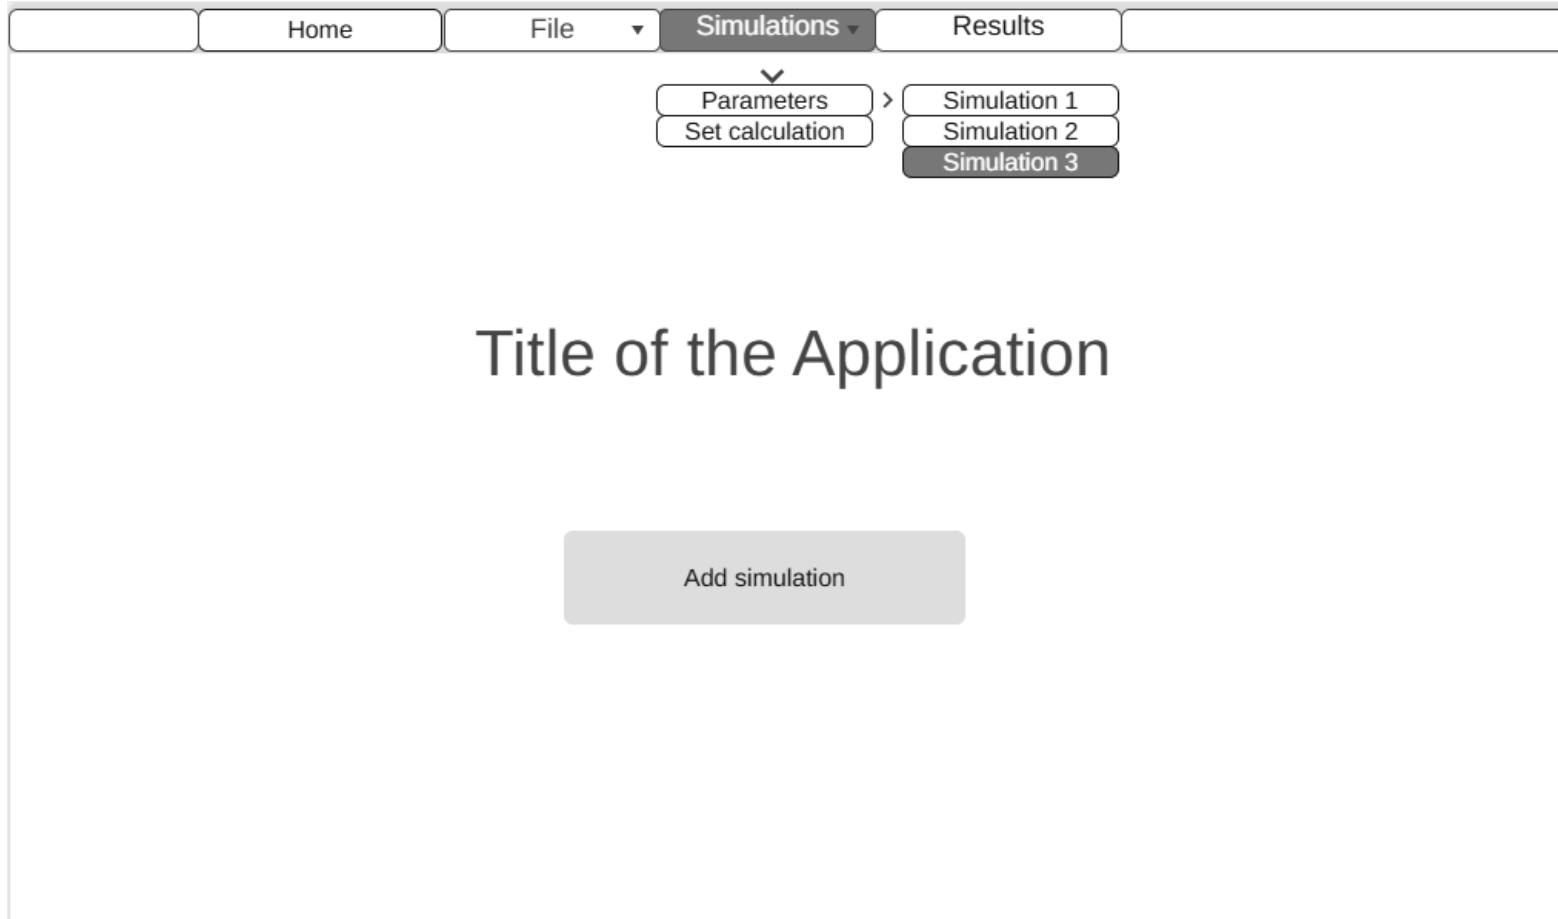 Home File Simulations Results
Parameters Simulation 1
Set calculation Simulation 2
Simulation 3
Title of the Application
Add simulation